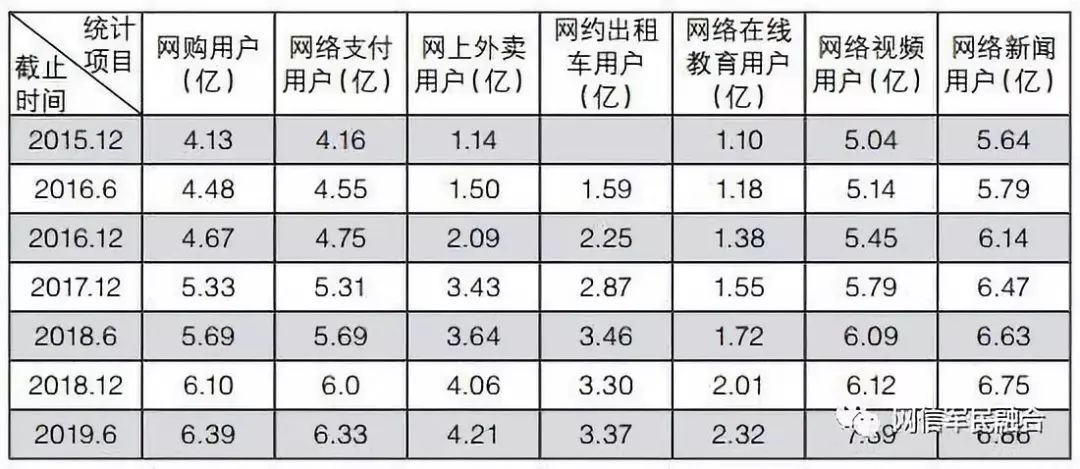 统计项目 截止时间 网购用户(亿) 网络支付用户(亿) 网上外卖用户(亿) 网约出租车用户(亿) 网络在线教育用户(亿) 网络视频用户(亿) 网络新闻用户(亿)
2015.12 4.13 4.16 1.14 1.10 5.04 5.64
2016.6 4.48 4.55 1.50 1.59 1.18 5.14 5.79
2016.12 4.67 4.75 2.09 2.25 1.38 5.45 6.14
2017.12 5.33 5.31 3.43 2.87 1.55 5.79 6.47
2018.6 5.69 5.69 3.64 3.46 1.72 6.09 6.63
2018.12 6.10 6.0 4.06 3.30 2.01 6.12 6.75
2019.6 6.39 6.33 4.21 3.37 2.32 6.86
网信军民融合